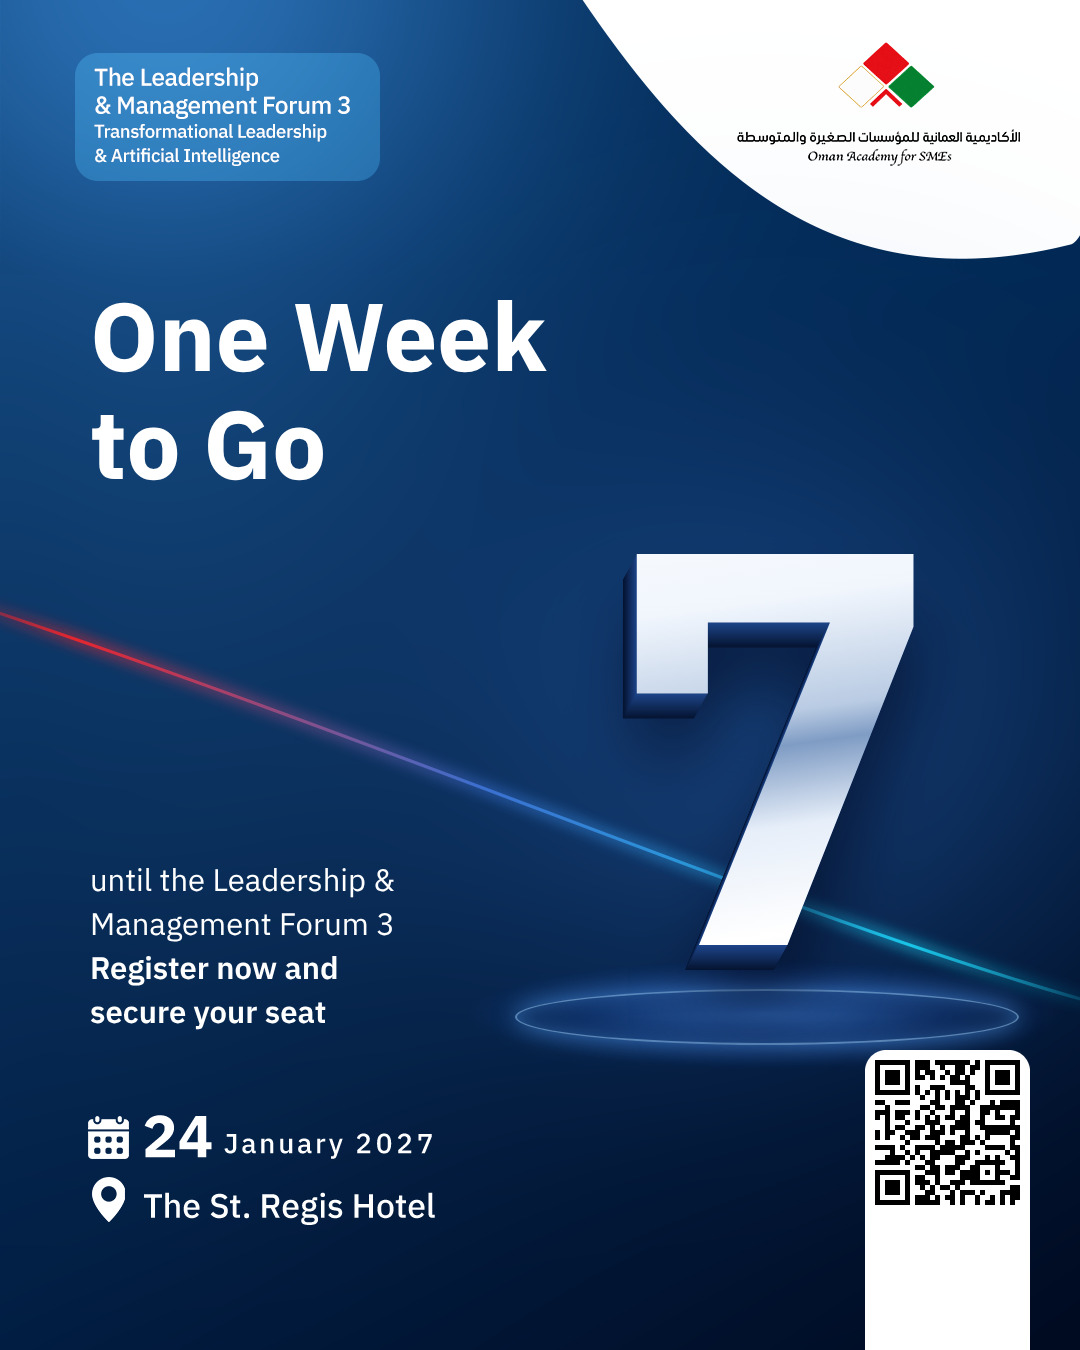 The Leadership
& Management Forum 3
Transformational Leadership
& Artificial Intelligence
الأكاديمية العمانية للمؤسسات الصغيرة والمتوسطة
Oman Academy for SMEs
One Week
to Go
7
until the Leadership &
Management Forum 3
Register now and
secure your seat
24 January 2027
The St. Regis Hotel